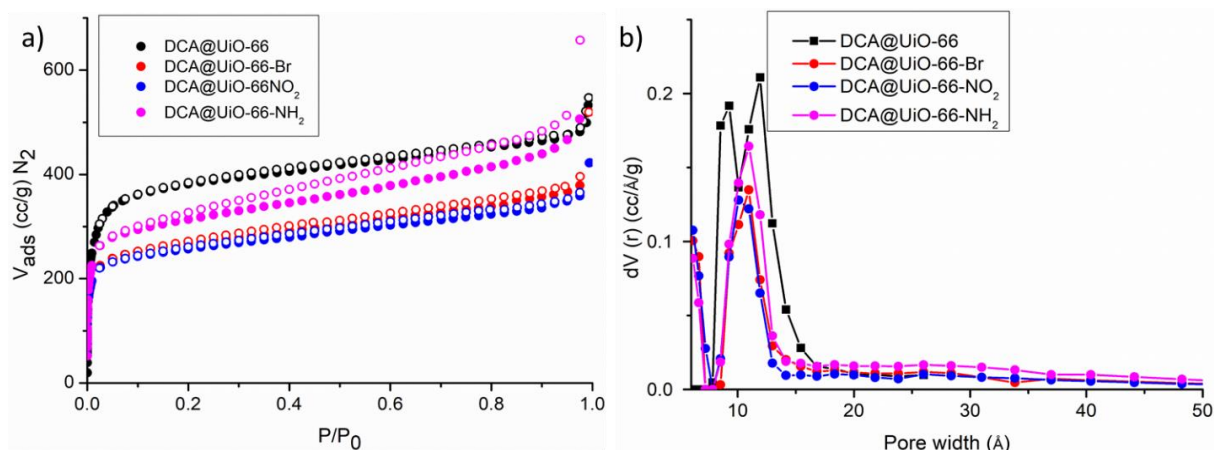 a)
DCA@UiO-66
DCA@UiO-66-Br
DCA@UiO-66NO₂
DCA@UiO-66-NH₂
600
400
200
0
V_ads (cc/g) N₂
0.0 0.2 0.4 0.6 0.8 1.0
P/P₀
b)
DCA@UiO-66
DCA@UiO-66-Br
DCA@UiO-66-NO₂
DCA@UiO-66-NH₂
0.2
0.1
0.0
dV (r) (cc/Å/g)
10 20 30 40 50
Pore width (Å)